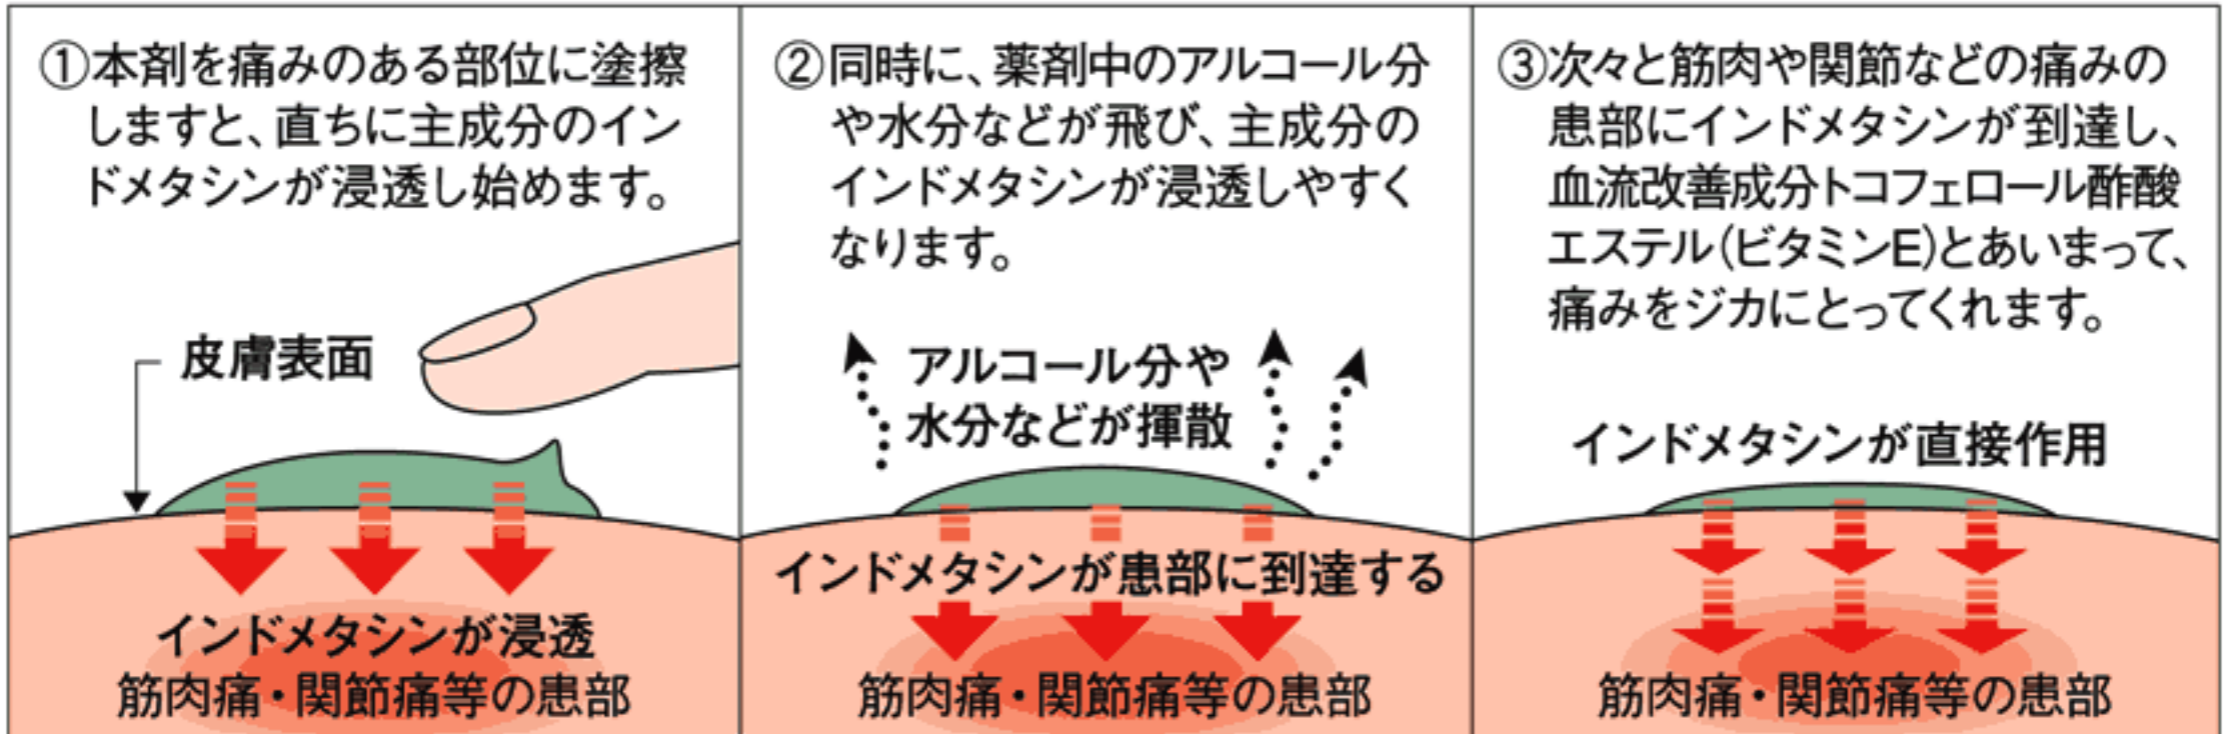 ①本剤を痛みのある部位に塗擦
しますと、直ちに主成分のイン
ドメタシンが浸透し始めます。
皮膚表面
インドメタシンが浸透
筋肉痛・関節痛等の患部
②同時に、薬剤中のアルコール分
や水分などが飛び、主成分の
インドメタシンが浸透しやすく
なります。
アルコール分や
水分などが揮散
インドメタシンが患部に到達する
筋肉痛・関節痛等の患部
③次々と筋肉や関節などの痛みの
患部にインドメタシンが到達し、
血流改善成分トコフェロール酢酸
エステル(ビタミンE)とあいまって、
痛みをジカにとってくれます。
インドメタシンが直接作用
筋肉痛・関節痛等の患部